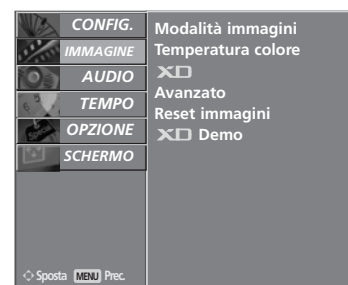 CONFIG.
IMMAGINE
AUDIO
TEMPO
OPZIONE
SCHERMO
Modalità immagini
Temperatura colore
XD
Avanzato
Reset immagini
XD Demo
Sposta MENU Prec.